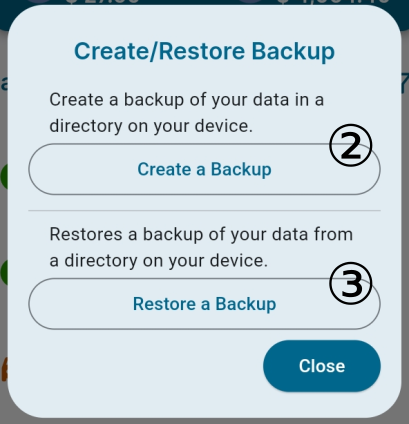 Create/Restore Backup
Create a backup of your data in a
directory on your device.
②
Create a Backup
Restores a backup of your data from
a directory on your device.
③
Restore a Backup
Close